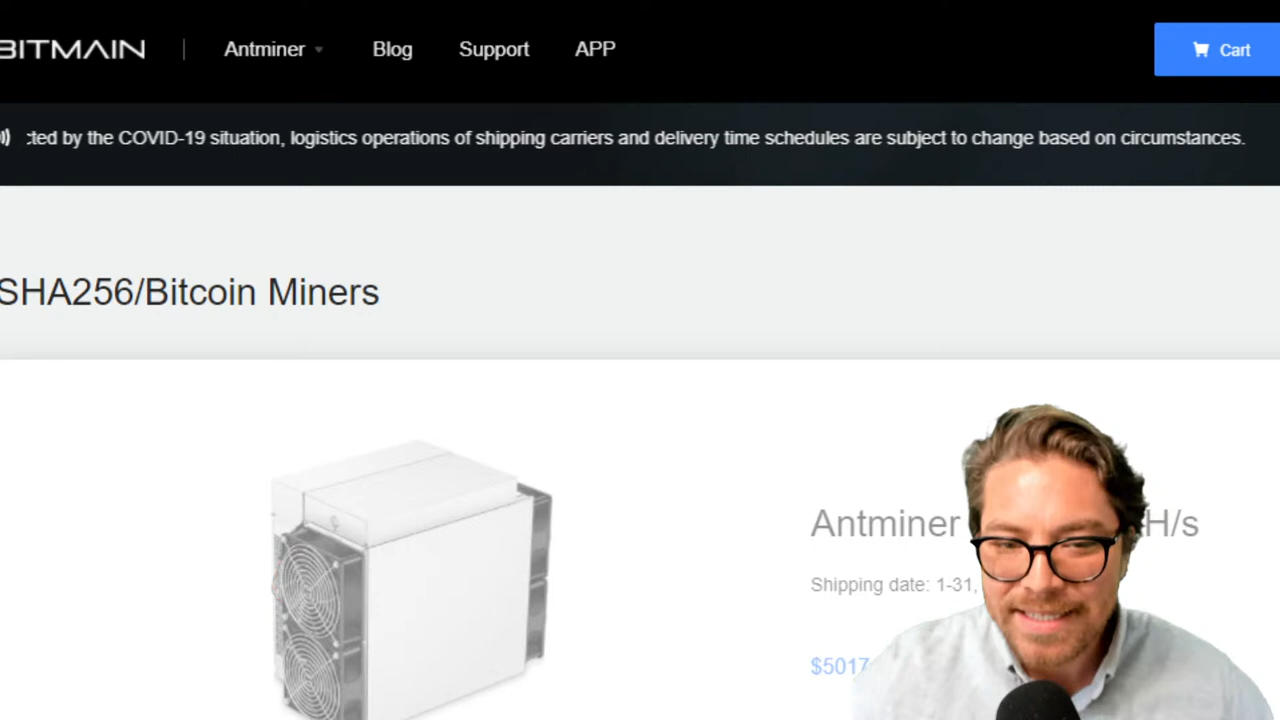 BITMAIN | Antminer Blog Support APP Cart
cted by the COVID-19 situation, logistics operations of shipping carriers and delivery time schedules are subject to change based on circumstances.
SHA256/Bitcoin Miners
Antminer H/s
Shipping date: 1-31,
$5017